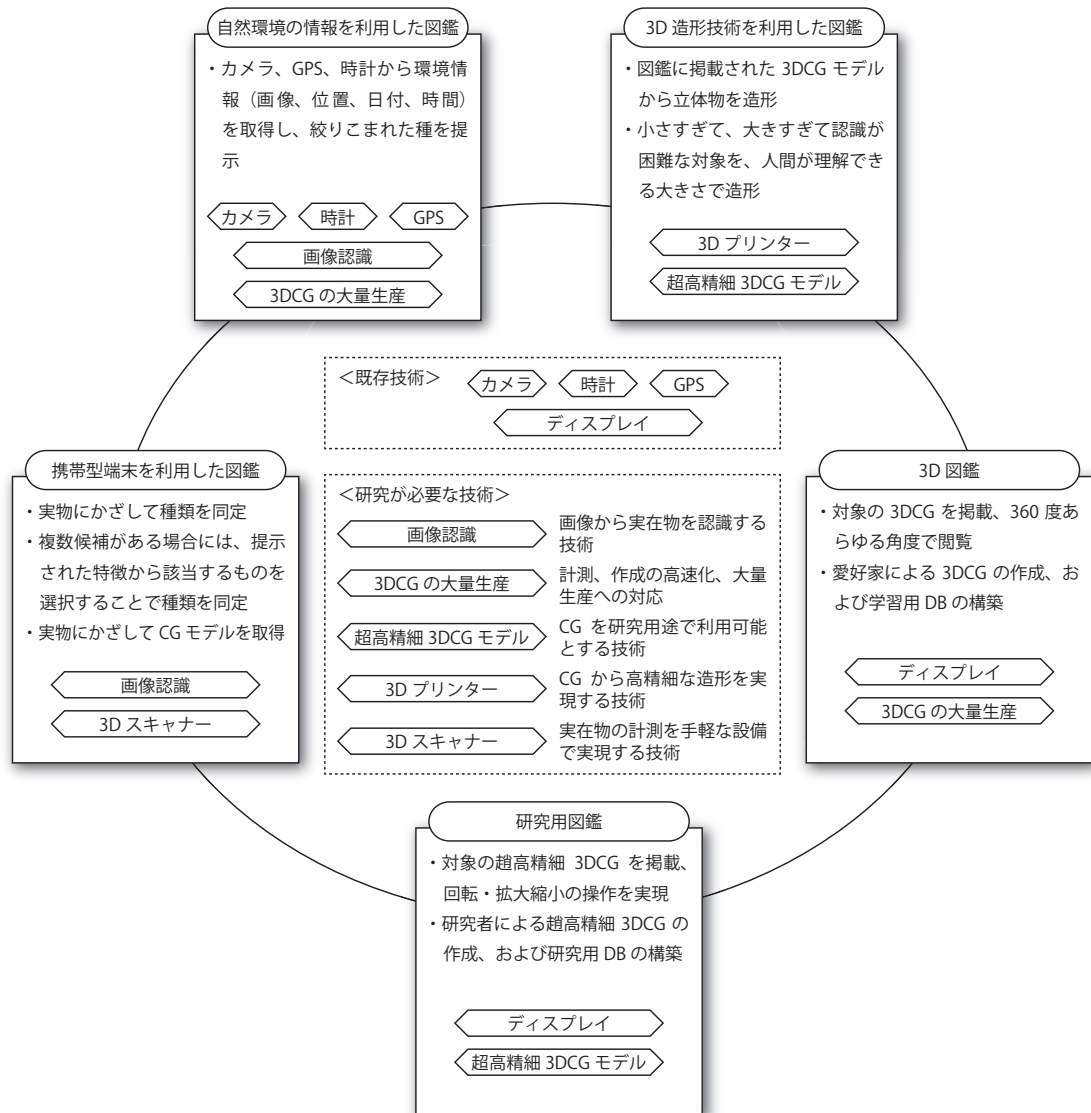 自然環境の情報を利用した図鑑
・カメラ、GPS、時計から環境情
報（画像、位置、日付、時間）
を取得し、絞りこまれた種を提
示
カメラ
時計
GPS
画像認識
3DCG の大量生産
3D 造形技術を利用した図鑑
・図鑑に掲載された 3DCG モデル
から立体物を造形
・小さすぎて、大きすぎて認識が
困難な対象を、人間が理解でき
る大きさで造形
3D プリンター
超高精細 3DCG モデル
＜既存技術＞
カメラ
時計
GPS
ディスプレイ
携帯型端末を利用した図鑑
・実物にかざして種類を同定
・複数候補がある場合には、提示
された特徴から該当するものを
選択することで種類を同定
・実物にかざして CG モデルを取得
画像認識
3D スキャナー
＜研究が必要な技術＞
画像認識
画像から実在物を認識する
技術
3DCG の大量生産
計測、作成の高速化、大量
生産への対応
超高精細 3DCG モデル
CG を研究用途で利用可能
とする技術
3D プリンター
CG から高精細な造形を実
現する技術
3D スキャナー
実在物の計測を手軽な設備
で実現する技術
3D 図鑑
・対象の 3DCG を掲載、360 度あ
らゆる角度で閲覧
・愛好家による 3DCG の作成、お
よび学習用 DB の構築
ディスプレイ
3DCG の大量生産
研究用図鑑
・対象の趙高精細 3DCG を掲載、
回転・拡大縮小の操作を実現
・研究者による趙高精細 3DCG の
作成、および研究用 DB の構築
ディスプレイ
超高精細 3DCG モデル